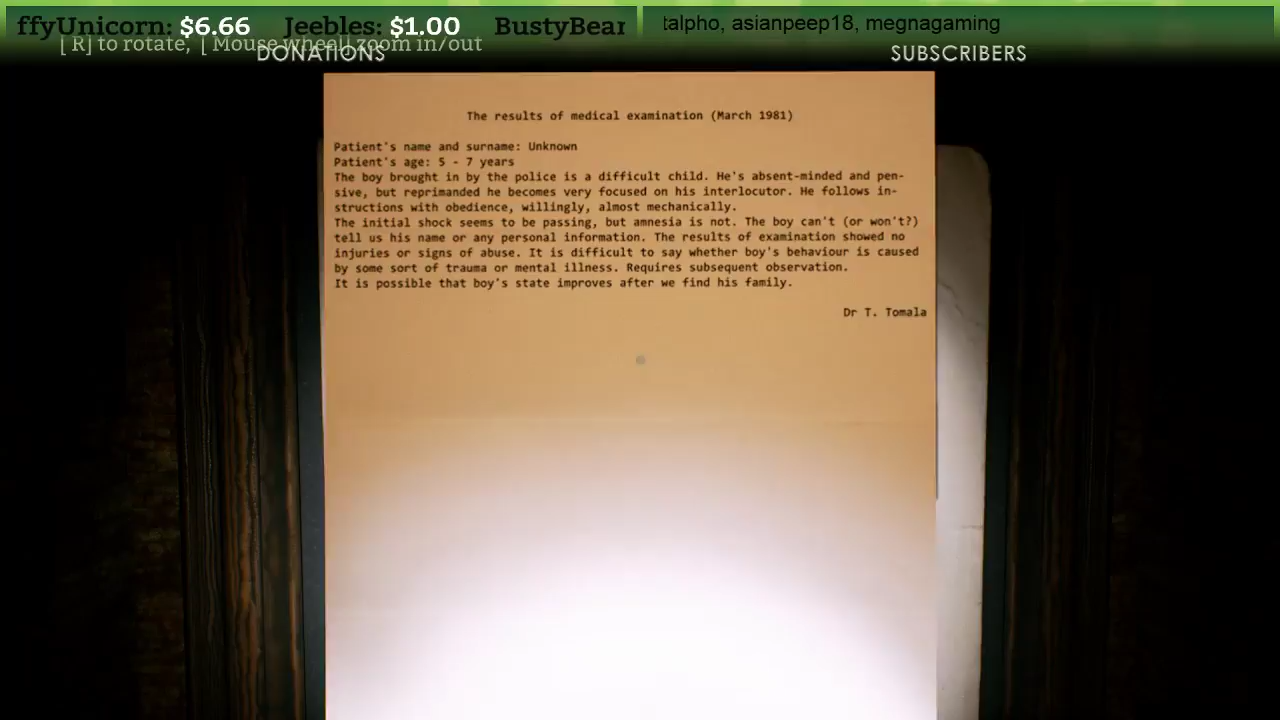 ffyUnicorn: $6.66 Jeebles: $1.00 BustyBear
talpho, asianpeep18, megnagaming
[ R] to rotate, [ Mouse wheel] zoom in/out
DONATIONS
SUBSCRIBERS
The results of medical examination (March 1981)
Patient's name and surname: Unknown
Patient's age: 5 - 7 years
The boy brought in by the police is a difficult child. He's absent-minded and pen-
sive, but reprimanded he becomes very focused on his interlocutor. He follows in-
structions with obedience, willingly, almost mechanically.
The initial shock seems to be passing, but amnesia is not. The boy can't (or won't?)
tell us his name or any personal information. The results of examination showed no
injuries or signs of abuse. It is difficult to say whether boy's behaviour is caused
by some sort of trauma or mental illness. Requires subsequent observation.
It is possible that boy's state improves after we find his family.
Dr T. Tomala